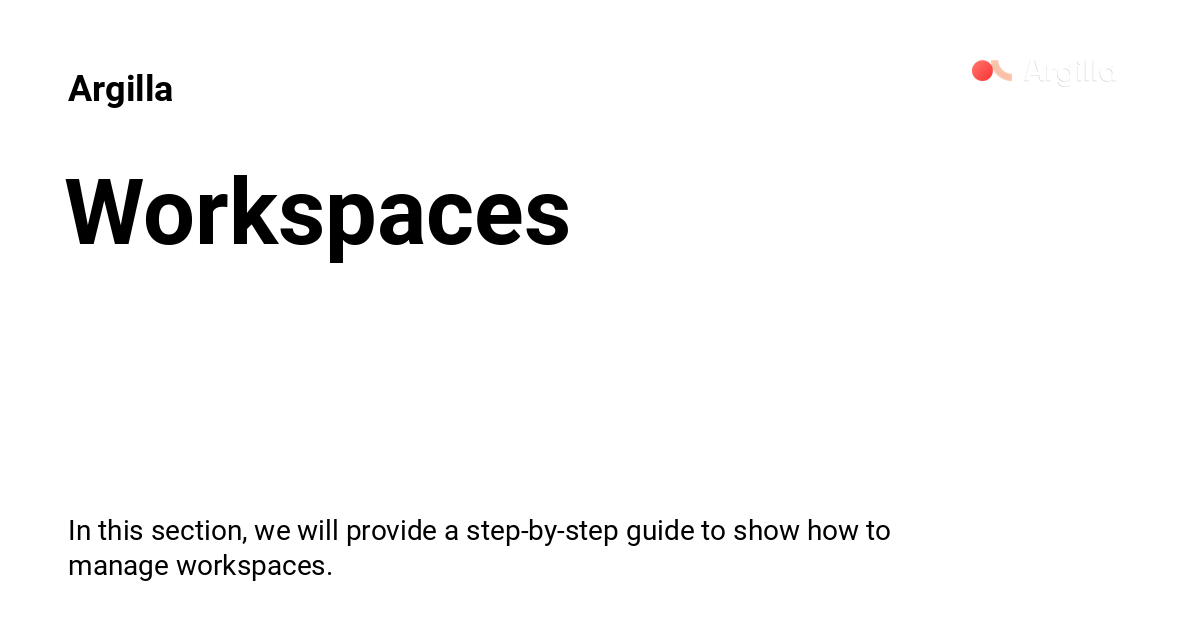 Argilla
Argilla
Workspaces
In this section, we will provide a step-by-step guide to show how to
manage workspaces.